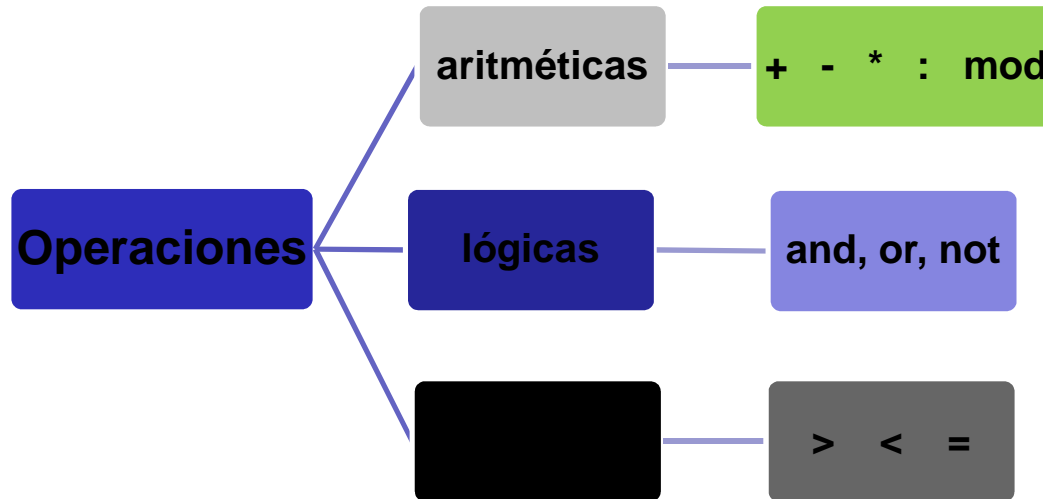 Operaciones
aritméticas
+ - * : mod
lógicas
and, or, not
> < =